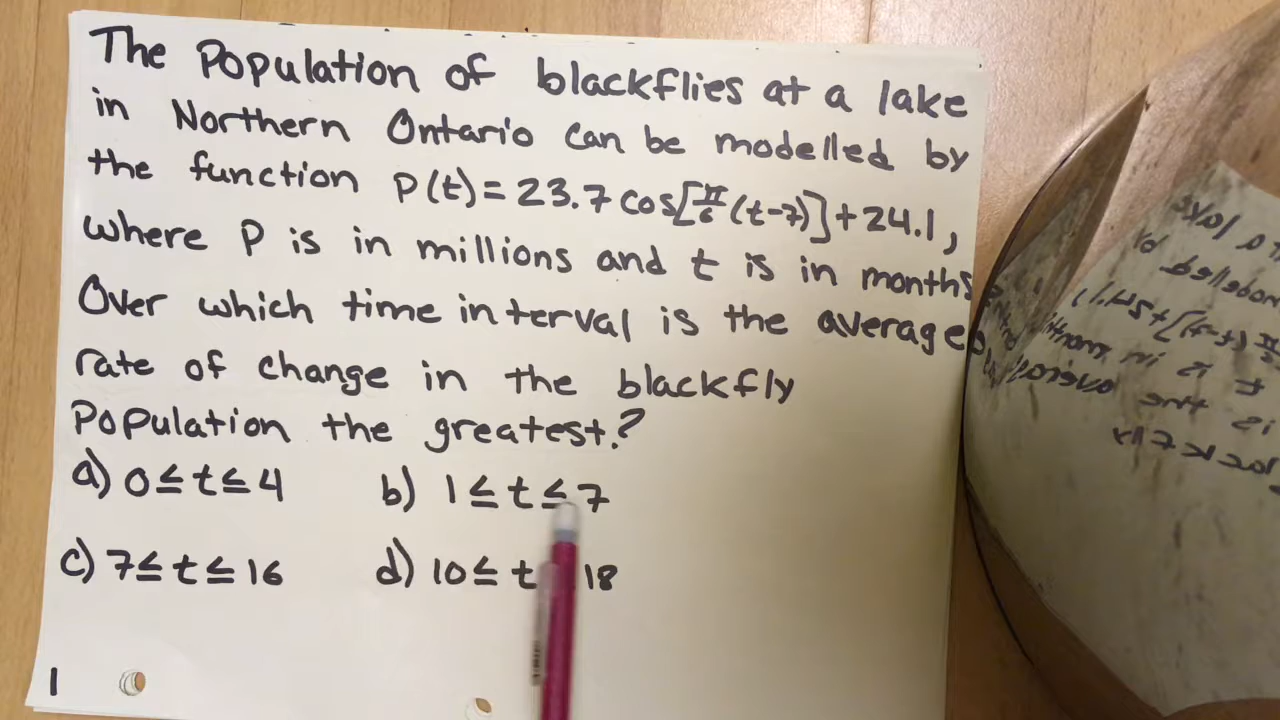 The Population of blackflies at a lake
in Northern Ontario can be modelled by
the function P(t)=23.7 cos[π/6(t-7)]+24.1,
where P is in millions and t is in months
Over which time interval is the average
rate of change in the blackfly
Population the greatest?
a) 0≤t≤4 b) 1≤t≤7
c) 7≤t≤16 d) 10≤t 18
1